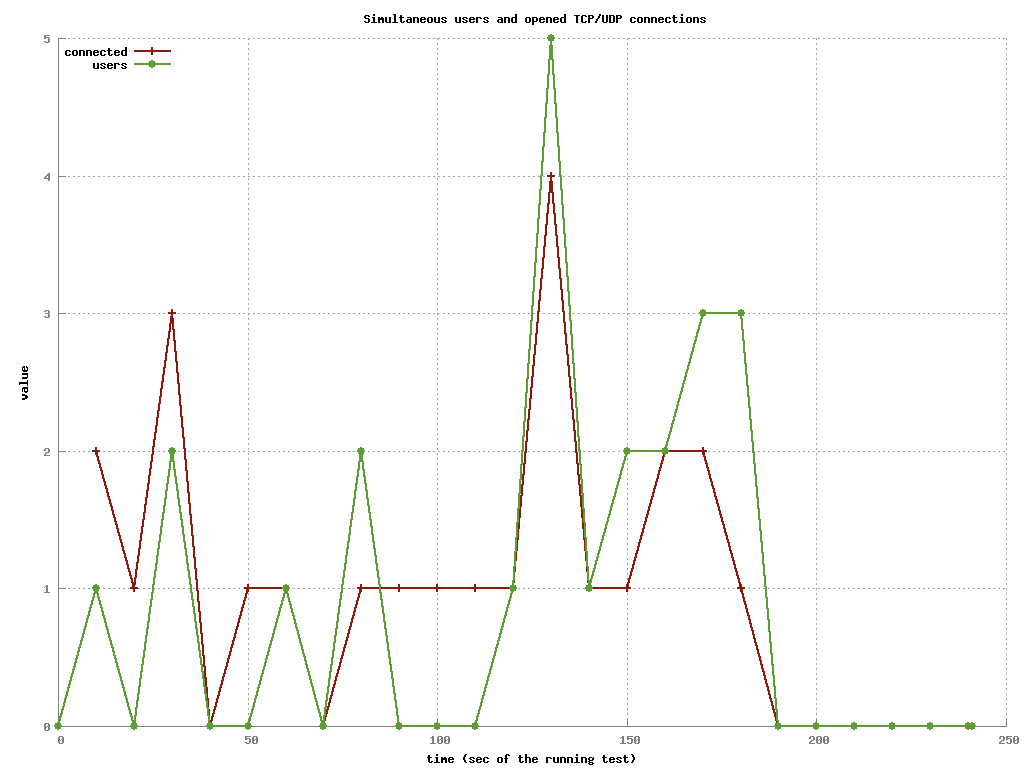 Simultaneous users and opened TCP/UDP connections
5
connected
users
4
3
value
2
1
0
0 50 100 150 200 250
time (sec of the running test)